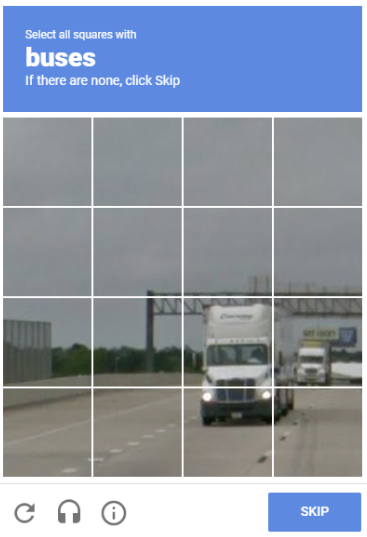 Select all squares with
buses
If there are none, click Skip
SKIP